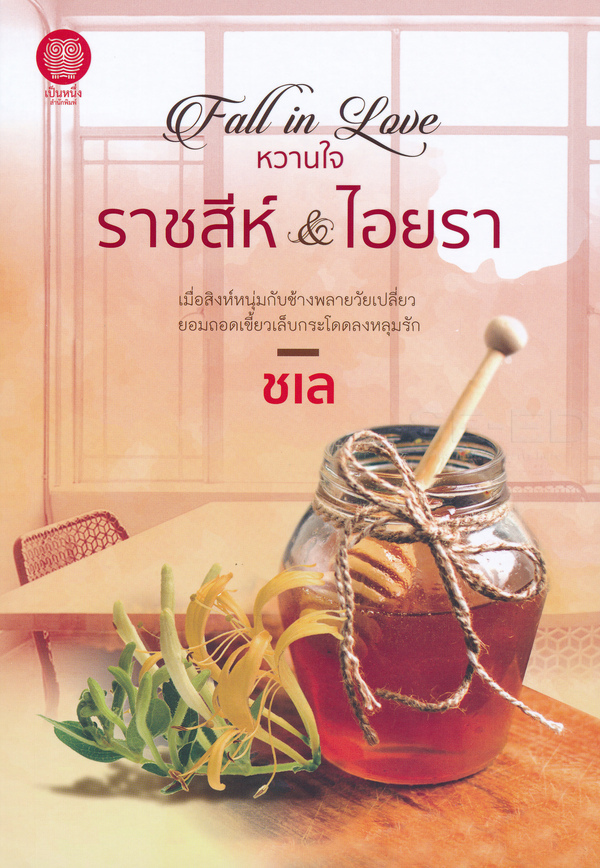 เป็นหนึ่ง
สำนักพิมพ์
Fall in Love
หวานใจ
ราชสีห์ & ไอยรา
เมื่อสิงห์หนุ่มกับช้างพลายวัยเปลี่ยว
ยอมถอดเขี้ยวเล็บกระโดดลงหลุมรัก
ชเล